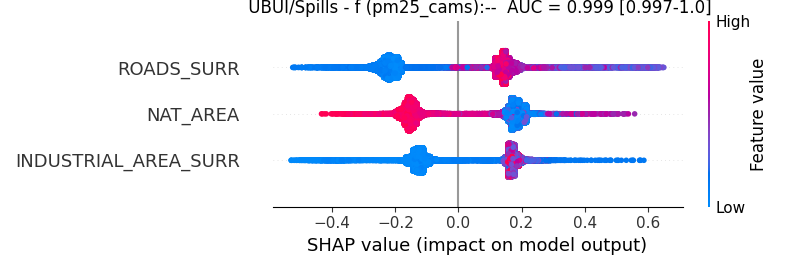 UBUI/Spills - f (pm25_cams):-- AUC = 0.999 [0.997-1.0]
High
ROADS_SURR
NAT_AREA
INDUSTRIAL_AREA_SURR
Feature value
Low
−0.4 −0.2 0.0 0.2 0.4 0.6
SHAP value (impact on model output)